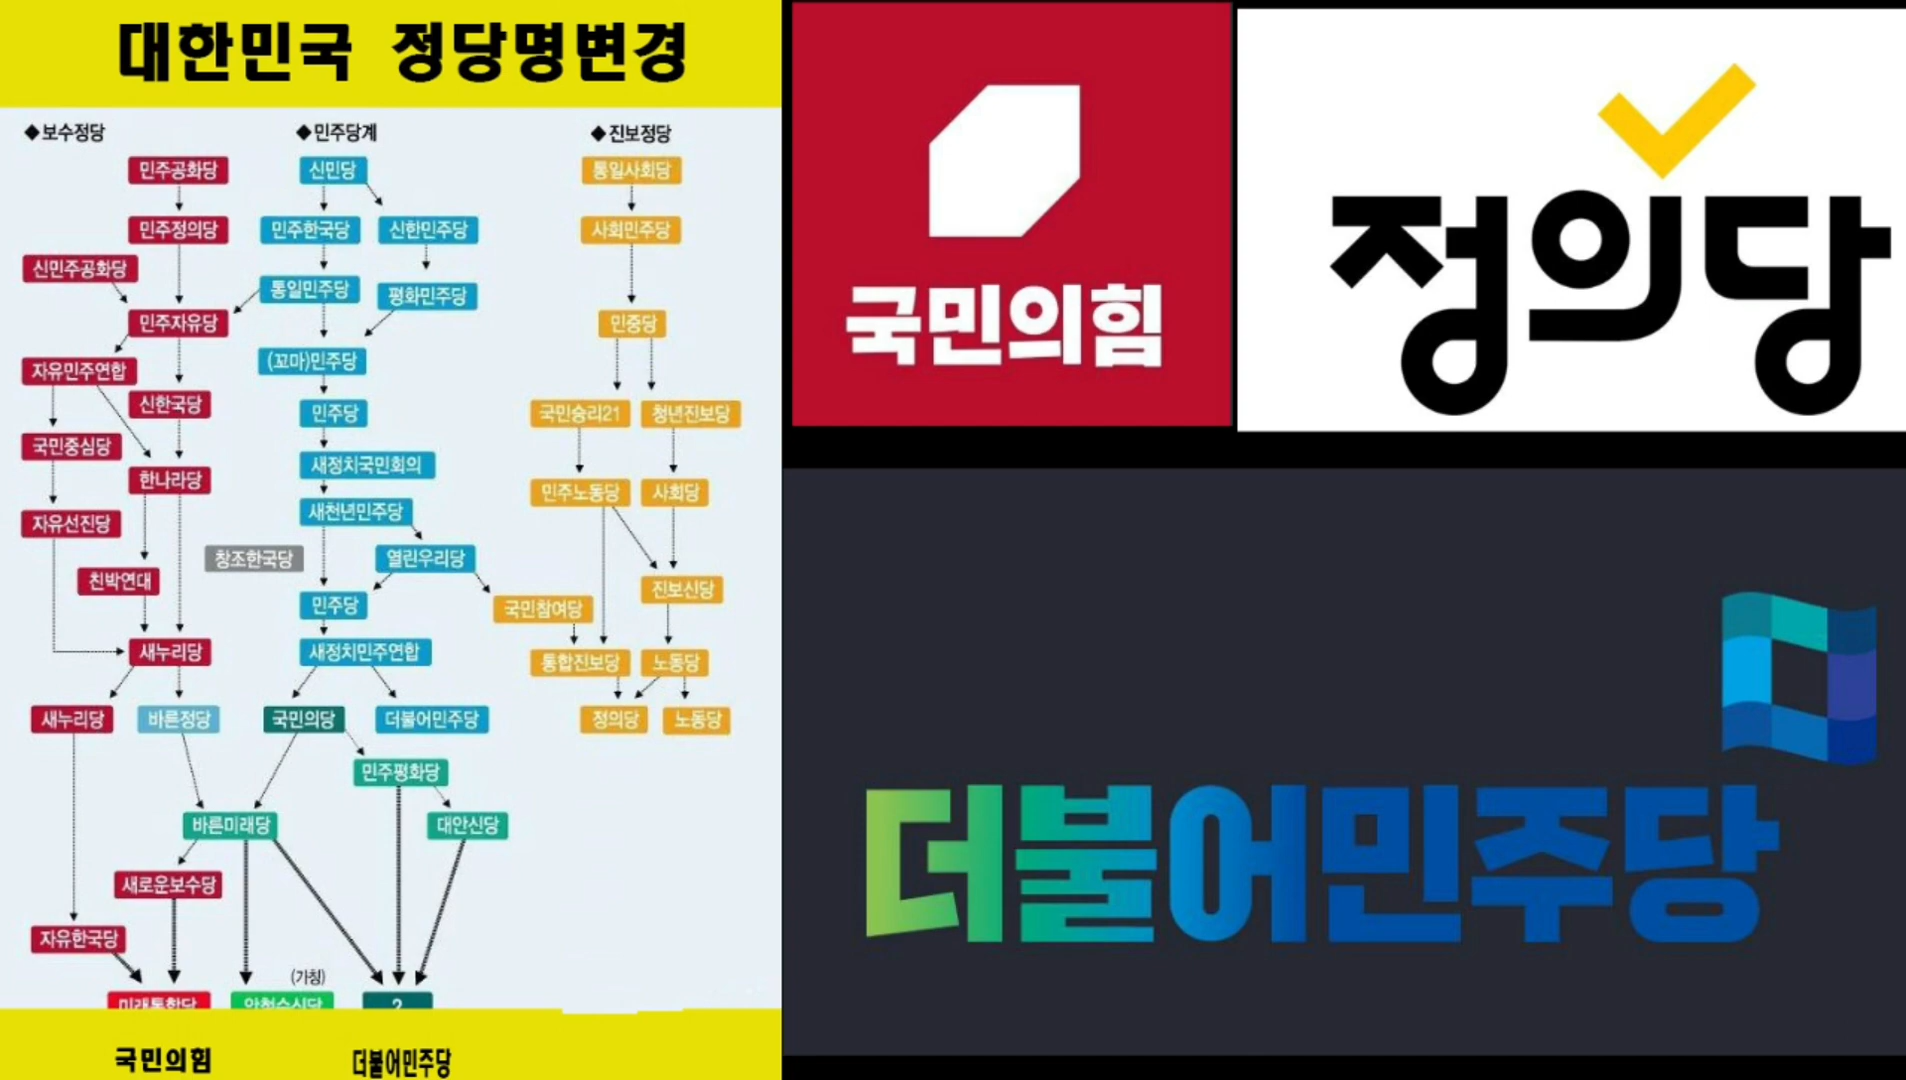 대한민국 정당명변경
◆보수정당
◆민주당계
◆진보정당
민주공화당
신민당
통일사회당
민주정의당
민주한국당
신한민주당
사회민주당
신민주공화당
통일민주당
평화민주당
민주자유당
민중당
자유민주연합
(꼬마)민주당
신한국당
민주당
국민승리21
청년진보당
국민중심당
새정치국민회의
한나라당
민주노동당
사회당
자유선진당
새천년민주당
창조한국당
열린우리당
친박연대
민주당
국민참여당
진보신당
새누리당
새정치민주연합
통합진보당
노동당
새누리당
바른정당
국민의당
더불어민주당
정의당
노동당
민주평화당
바른미래당
대안신당
새로운보수당
자유한국당
(가칭)
미래통합당
안철수신당
?
국민의힘
더불어민주당
국민의힘
정의당
더불어민주당